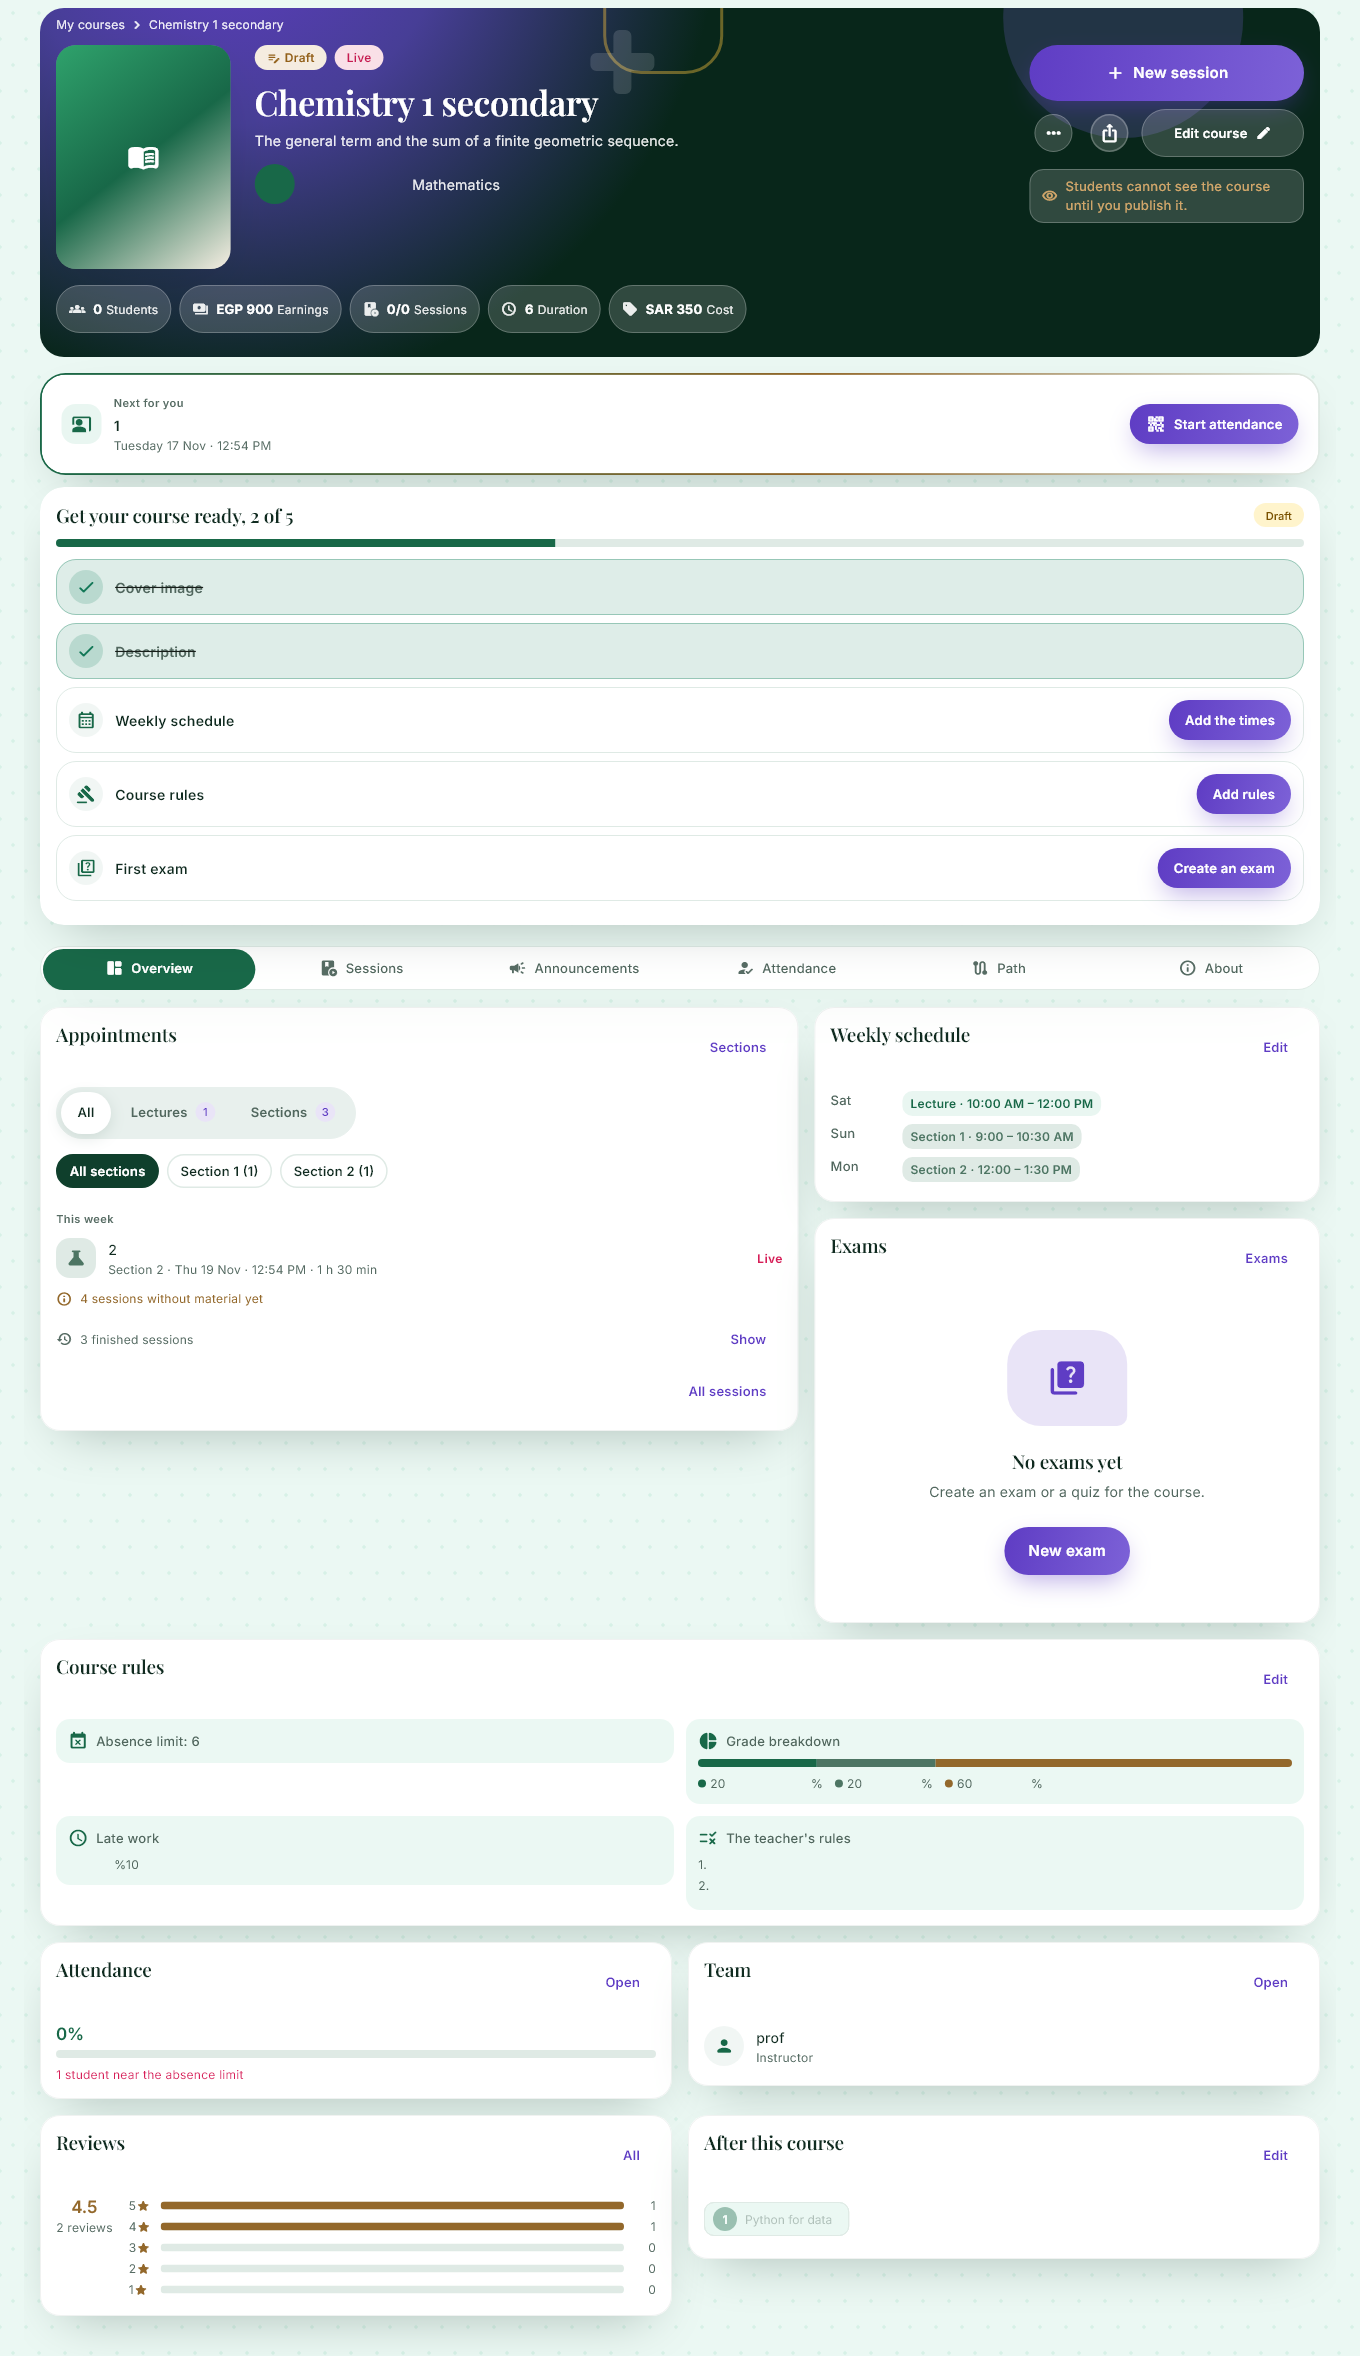 My courses > Chemistry 1 secondary
Draft Live
New session
Chemistry 1 secondary
The general term and the sum of a finite geometric sequence.
Edit course
Mathematics
Students cannot see the course
until you publish it.
0 Students EGP 900 Earnings 0/0 Sessions 6 Duration SAR 350 Cost
Next for you
1
Tuesday 17 Nov · 12:54 PM
Start attendance
Get your course ready, 2 of 5
Draft
Cover image
Description
Weekly schedule
Add the times
Course rules
Add rules
First exam
Create an exam
Overview Sessions Announcements Attendance Path About
Appointments
Sections
All Lectures 1 Sections 3
All sections Section 1 (1) Section 2 (1)
This week
2
Section 2 · Thu 19 Nov · 12:54 PM · 1 h 30 min
Live
4 sessions without material yet
3 finished sessions
Show
All sessions
Weekly schedule
Edit
Sat Lecture · 10:00 AM – 12:00 PM
Sun Section 1 · 9:00 – 10:30 AM
Mon Section 2 · 12:00 – 1:30 PM
Exams
Exams
No exams yet
Create an exam or a quiz for the course.
New exam
Course rules
Edit
Absence limit: 6
Grade breakdown
20 % 20 % 60 %
Late work
%10
The teacher's rules
1.
2.
Attendance
Open
0%
1 student near the absence limit
Team
Open
prof
Instructor
Reviews
All
4.5
2 reviews
5 1
4 1
3 0
2 0
1 0
After this course
Edit
1 Python for data